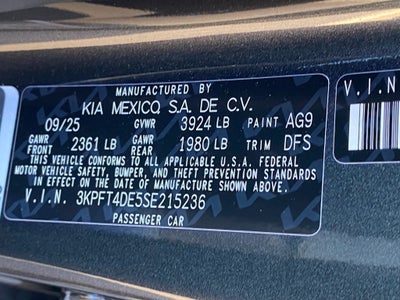 MANUFACTURED BY
KIA MEXICO, S.A. DE C.V.
09/25 GVWR 3924 LB PAINT AG9
GAWR FRONT 2361 LB GAWR REAR 1980 LB TRIM DFS
THIS VEHICLE CONFORMS TO ALL APPLICABLE U.S.A. FEDERAL
MOTOR VEHICLE SAFETY, BUMPER, AND THEFT PREVENTION STANDARDS
IN EFFECT ON THE DATE OF MANUFACTURE SHOWN ABOVE.
V.I.N. 3KPFT4DE5SE215236
PASSENGER CAR
V.I.N